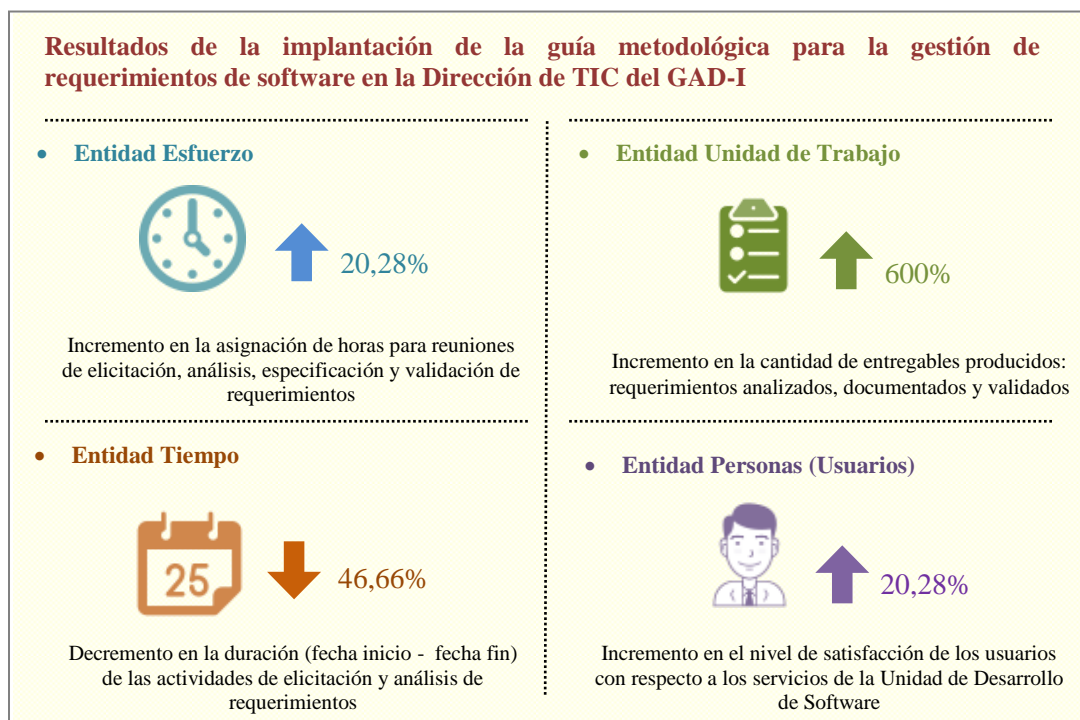 Resultados de la implantación de la guía metodológica para la gestión de
requerimientos de software en la Dirección de TIC del GAD-I
• Entidad Esfuerzo
20,28%
Incremento en la asignación de horas para reuniones
de elicitación, análisis, especificación y validación de
requerimientos
• Entidad Unidad de Trabajo
600%
Incremento en la cantidad de entregables producidos:
requerimientos analizados, documentados y validados
• Entidad Tiempo
25
46,66%
Decremento en la duración (fecha inicio - fecha fin)
de las actividades de elicitación y análisis de
requerimientos
• Entidad Personas (Usuarios)
20,28%
Incremento en el nivel de satisfacción de los usuarios
con respecto a los servicios de la Unidad de Desarrollo
de Software